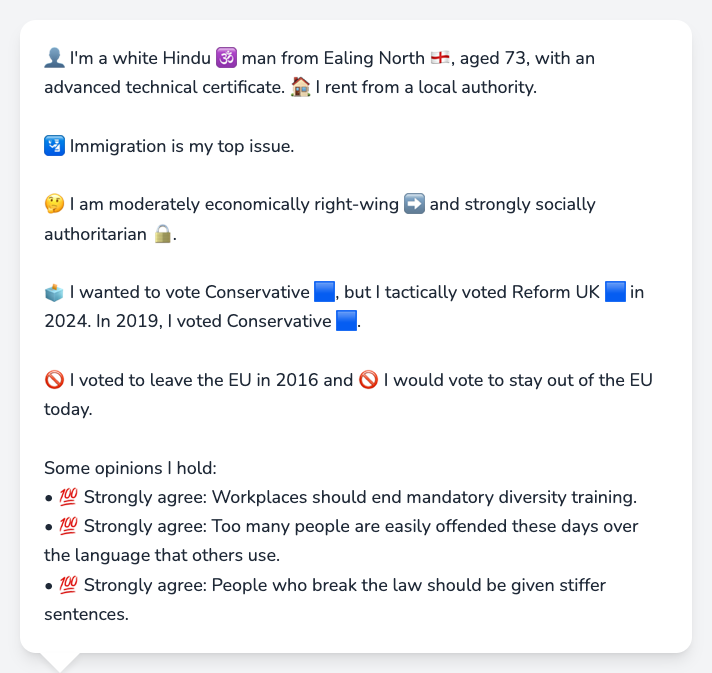 👤 I'm a white Hindu 🕉️ man from Ealing North 🏴󠁧󠁢󠁥󠁮󠁧󠁿, aged 73, with an
advanced technical certificate. 🏠 I rent from a local authority.
🛂 Immigration is my top issue.
🤔 I am moderately economically right-wing ➡️ and strongly socially
authoritarian 🔒.
🗳️ I wanted to vote Conservative 🟦, but I tactically voted Reform UK 🟦 in
2024. In 2019, I voted Conservative 🟦.
🚫 I voted to leave the EU in 2016 and 🚫 I would vote to stay out of the EU
today.
Some opinions I hold:
• 💯 Strongly agree: Workplaces should end mandatory diversity training.
• 💯 Strongly agree: Too many people are easily offended these days over
the language that others use.
• 💯 Strongly agree: People who break the law should be given stiffer
sentences.